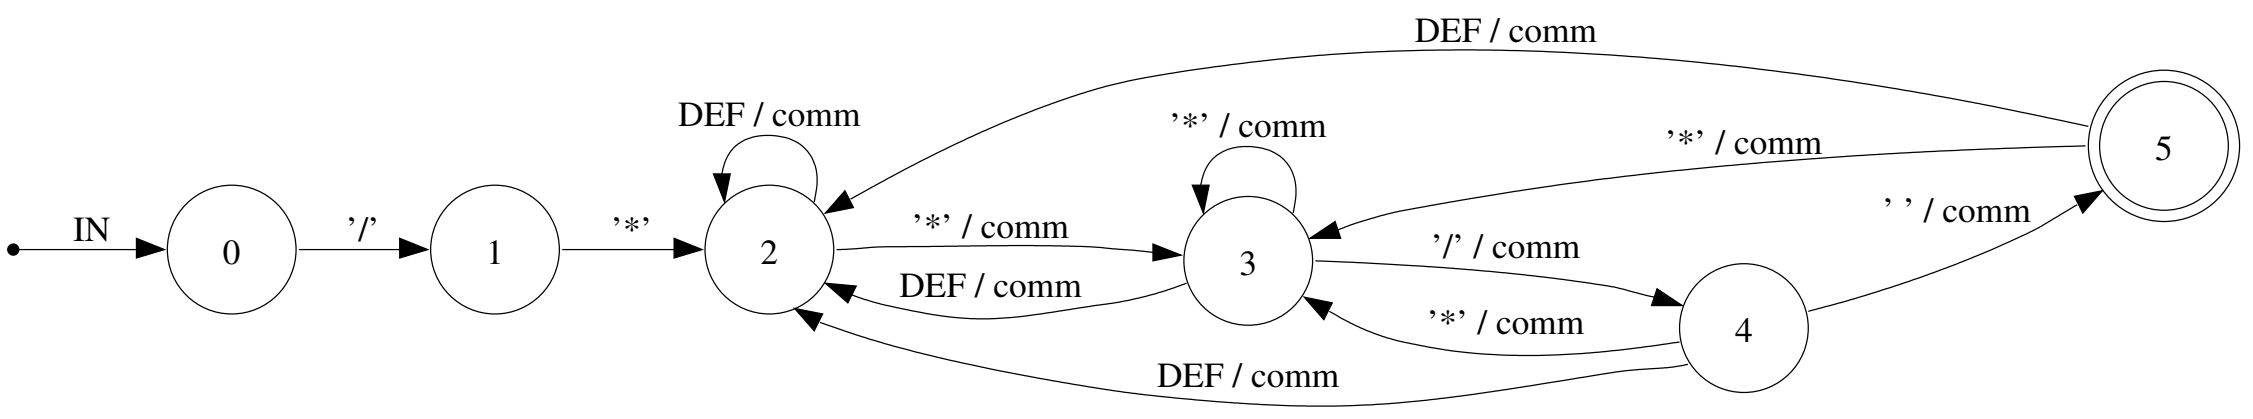 DEF / comm
DEF / comm
’*’ / comm
’*’ / comm
5
’ ’ / comm
IN
’/’
’*’
’*’ / comm
’/’ / comm
0
1
2
3
DEF / comm
’*’ / comm
4
DEF / comm